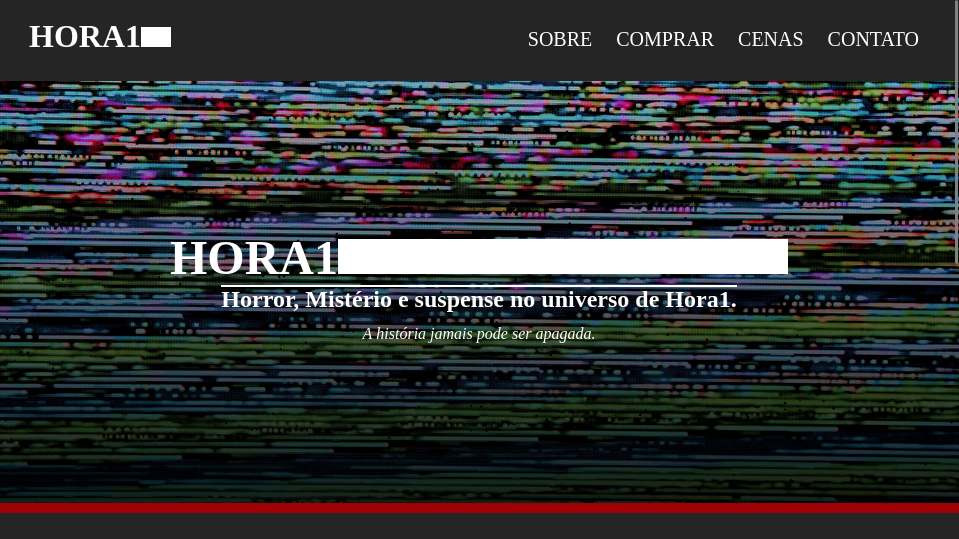 HORA1
SOBRE COMPRAR CENAS CONTATO
HORA1
Horror, Mistério e suspense no universo de Hora1.
A história jamais pode ser apagada.